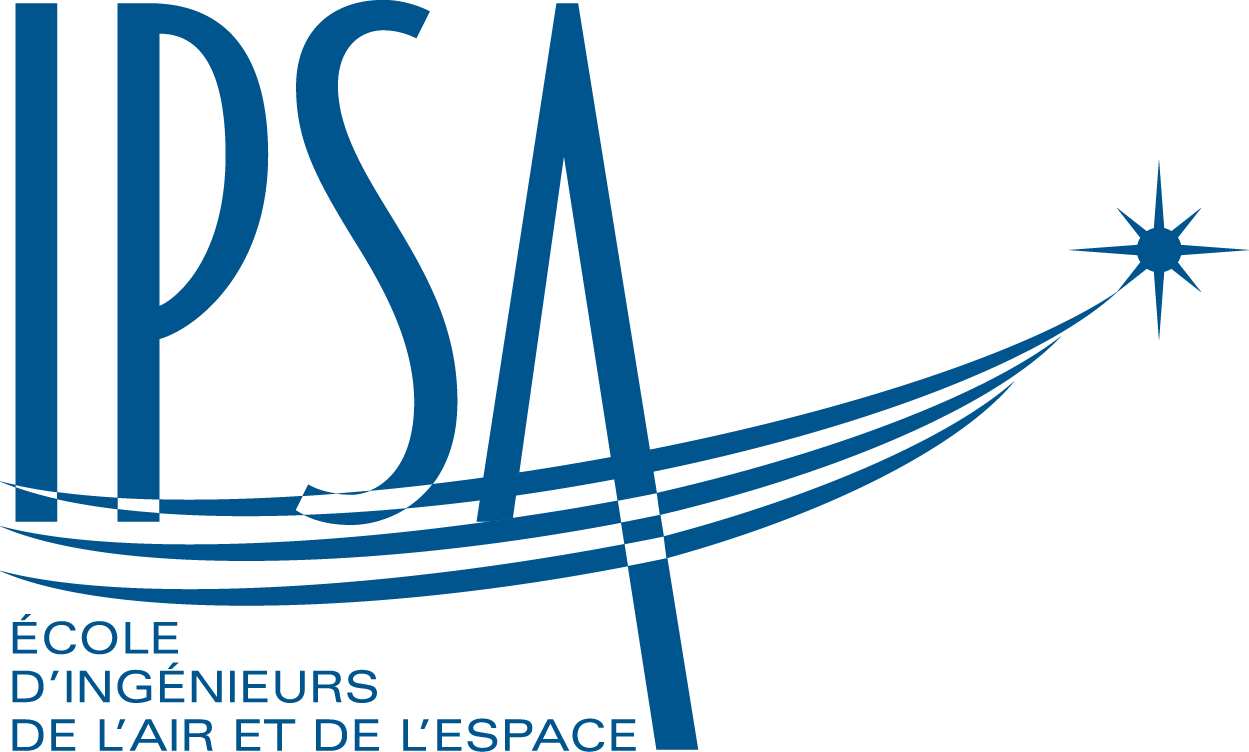 IPSA
ÉCOLE
D'INGÉNIEURS
DE L'AIR ET DE L'ESPACE